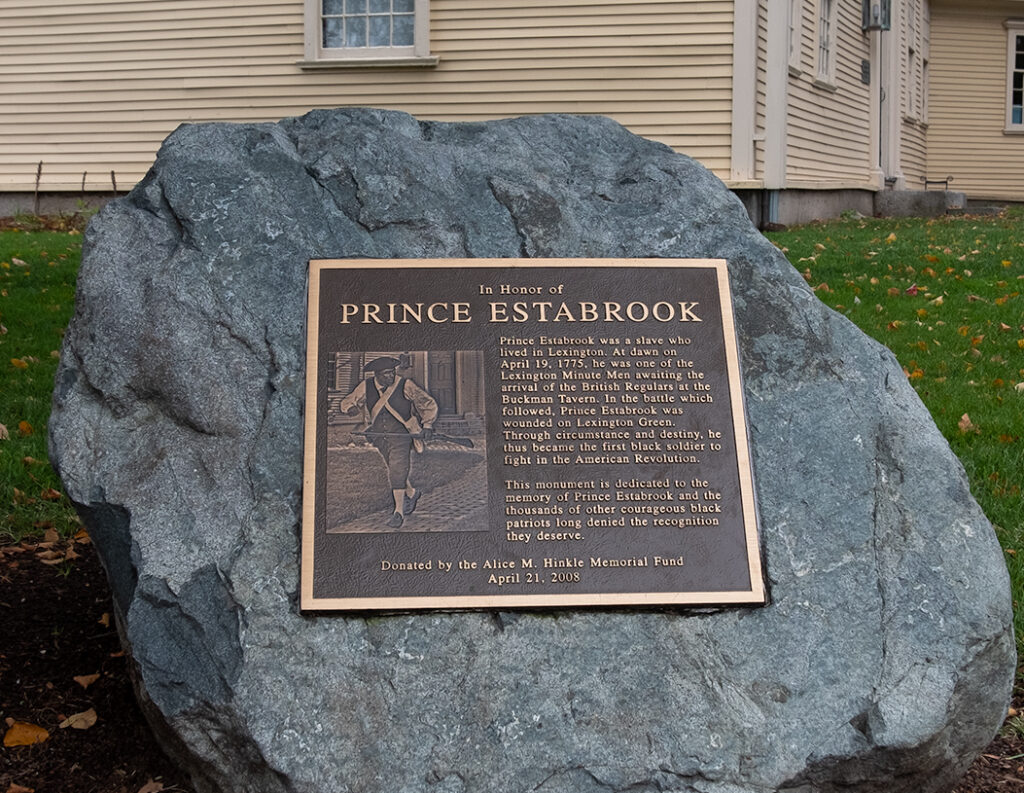 In Honor of
PRINCE ESTABROOK
Prince Estabrook was a slave who
lived in Lexington. At dawn on
April 19, 1775, he was one of the
Lexington Minute Men awaiting the
arrival of the British Regulars at the
Buckman Tavern. In the battle which
followed, Prince Estabrook was
wounded on Lexington Green.
Through circumstance and destiny, he
thus became the first black soldier to
fight in the American Revolution.
This monument is dedicated to the
memory of Prince Estabrook and the
thousands of other courageous black
patriots long denied the recognition
they deserve.
Donated by the Alice M. Hinkle Memorial Fund
April 21, 2008